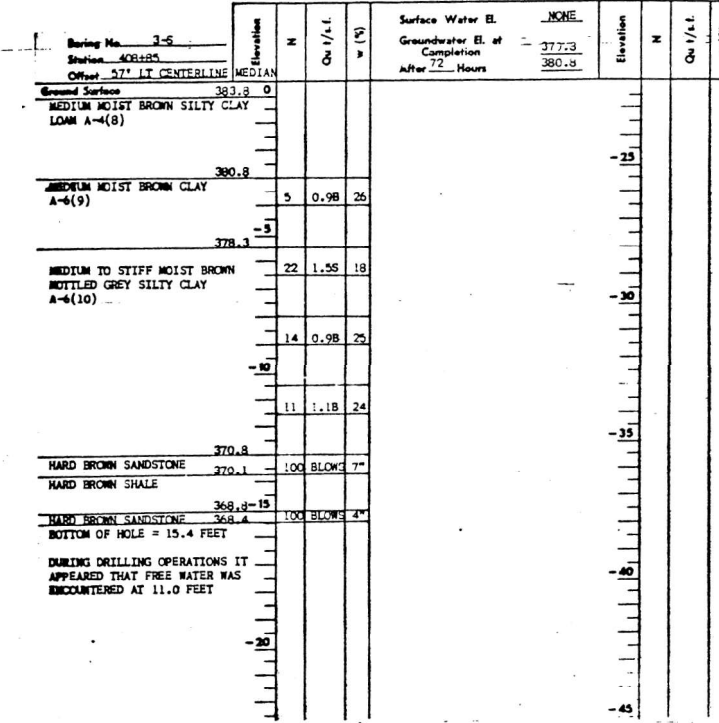 Boring No. 3-5
Station 408+85
Offset 57' LT CENTERLINE MEDIAN
Elevation
N
Qu t/s.f.
w (%)
Surface Water El. NONE
Groundwater El. at Completion 377.3
After 72 Hours 380.8
Elevation
N
Qu t/s.f.
Ground Surface 383.8 0
MEDIUM MOIST BROWN SILTY CLAY
LOAM A-4(8)
380.8
MEDIUM MOIST BROWN CLAY
A-6(9)
5 0.9B 26
-5
378.3
MEDIUM TO STIFF MOIST BROWN
MOTTLED GREY SILTY CLAY
A-6(10)
22 1.5S 18
14 0.9B 25
-10
11 1.1B 24
370.8
HARD BROWN SANDSTONE 370.1 100 BLOWS 7"
HARD BROWN SHALE
368.8 -15
HARD BROWN SANDSTONE 368.4 100 BLOWS 4"
BOTTOM OF HOLE = 15.4 FEET
DURING DRILLING OPERATIONS IT
APPEARED THAT FREE WATER WAS
ENCOUNTERED AT 11.0 FEET
-20
-25
-30
-35
-40
-45